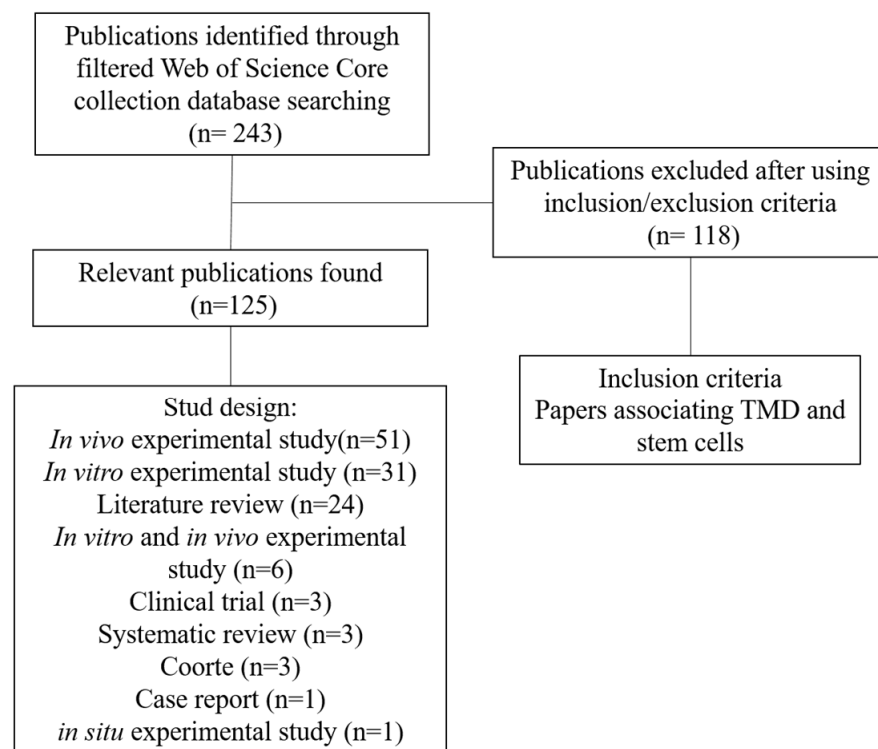 Publications identified through
filtered Web of Science Core
collection database searching
(n= 243)
Publications excluded after using
inclusion/exclusion criteria
(n= 118)
Relevant publications found
(n=125)
Inclusion criteria
Papers associating TMD and
stem cells
Stud design:
In vivo experimental study(n=51)
In vitro experimental study (n=31)
Literature review (n=24)
In vitro and in vivo experimental
study (n=6)
Clinical trial (n=3)
Systematic review (n=3)
Coorte (n=3)
Case report (n=1)
in situ experimental study (n=1)